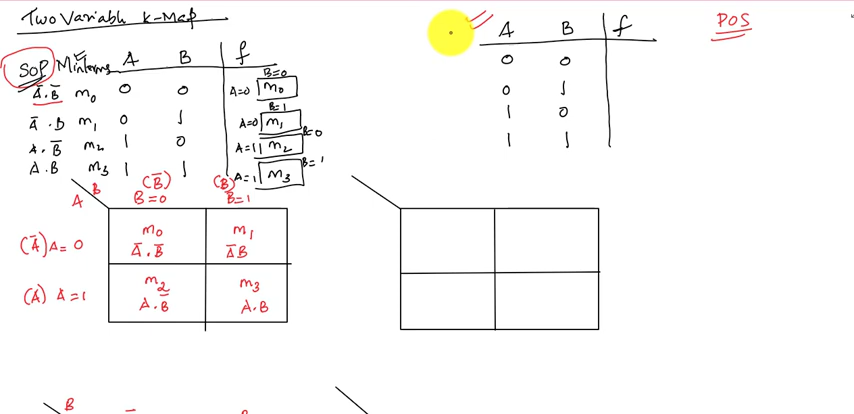 Two Variable K-Map
SOP Minterms A B f
Ā.B̄ m0 0 0 A=0 B=0 m0
Ā.B m1 0 1 A=0 B=1 m1
A.B̄ m2 1 0 A=1 B=0 m2
A.B m3 1 1 A=1 B=1 m3
(B̄) (B)
A B B=0 B=1
(Ā) A=0 m0 m1
Ā.B̄ ĀB
(A) A=1 m2 m3
A.B̄ A.B
B
A B f POS
0 0
0 1
1 0
1 1